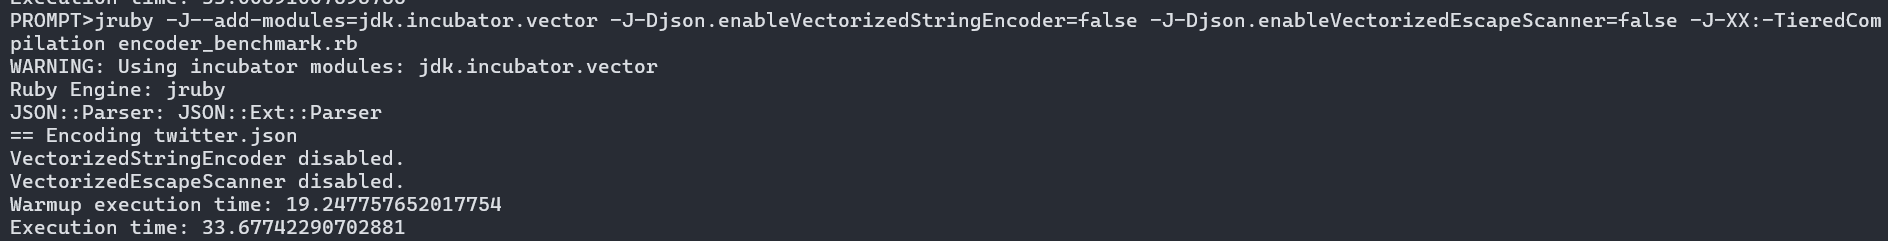 PROMPT>jruby -J--add-modules=jdk.incubator.vector -J-Djson.enableVectorizedStringEncoder=false -J-Djson.enableVectorizedEscapeScanner=false -J-XX:-TieredCom
pilation encoder_benchmark.rb
WARNING: Using incubator modules: jdk.incubator.vector
Ruby Engine: jruby
JSON::Parser: JSON::Ext::Parser
== Encoding twitter.json
VectorizedStringEncoder disabled.
VectorizedEscapeScanner disabled.
Warmup execution time: 19.247757652017754
Execution time: 33.67742290702881